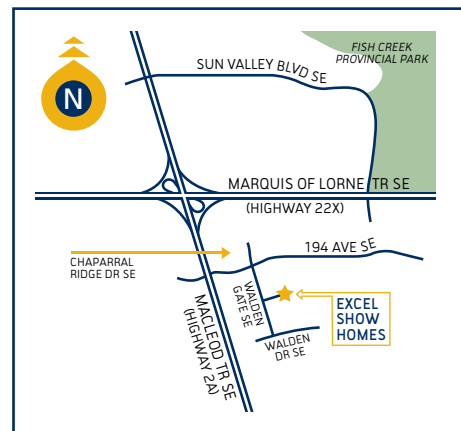 FISH CREEK
PROVINCIAL PARK
SUN VALLEY BLVD SE
N
MARQUIS OF LORNE TR SE
(HIGHWAY 22X)
194 AVE SE
CHAPARRAL
RIDGE DR SE
WALDEN
GATE SE
EXCEL
SHOW
HOMES
MACLEOD TR SE
(HIGHWAY 2A)
WALDEN
DR SE